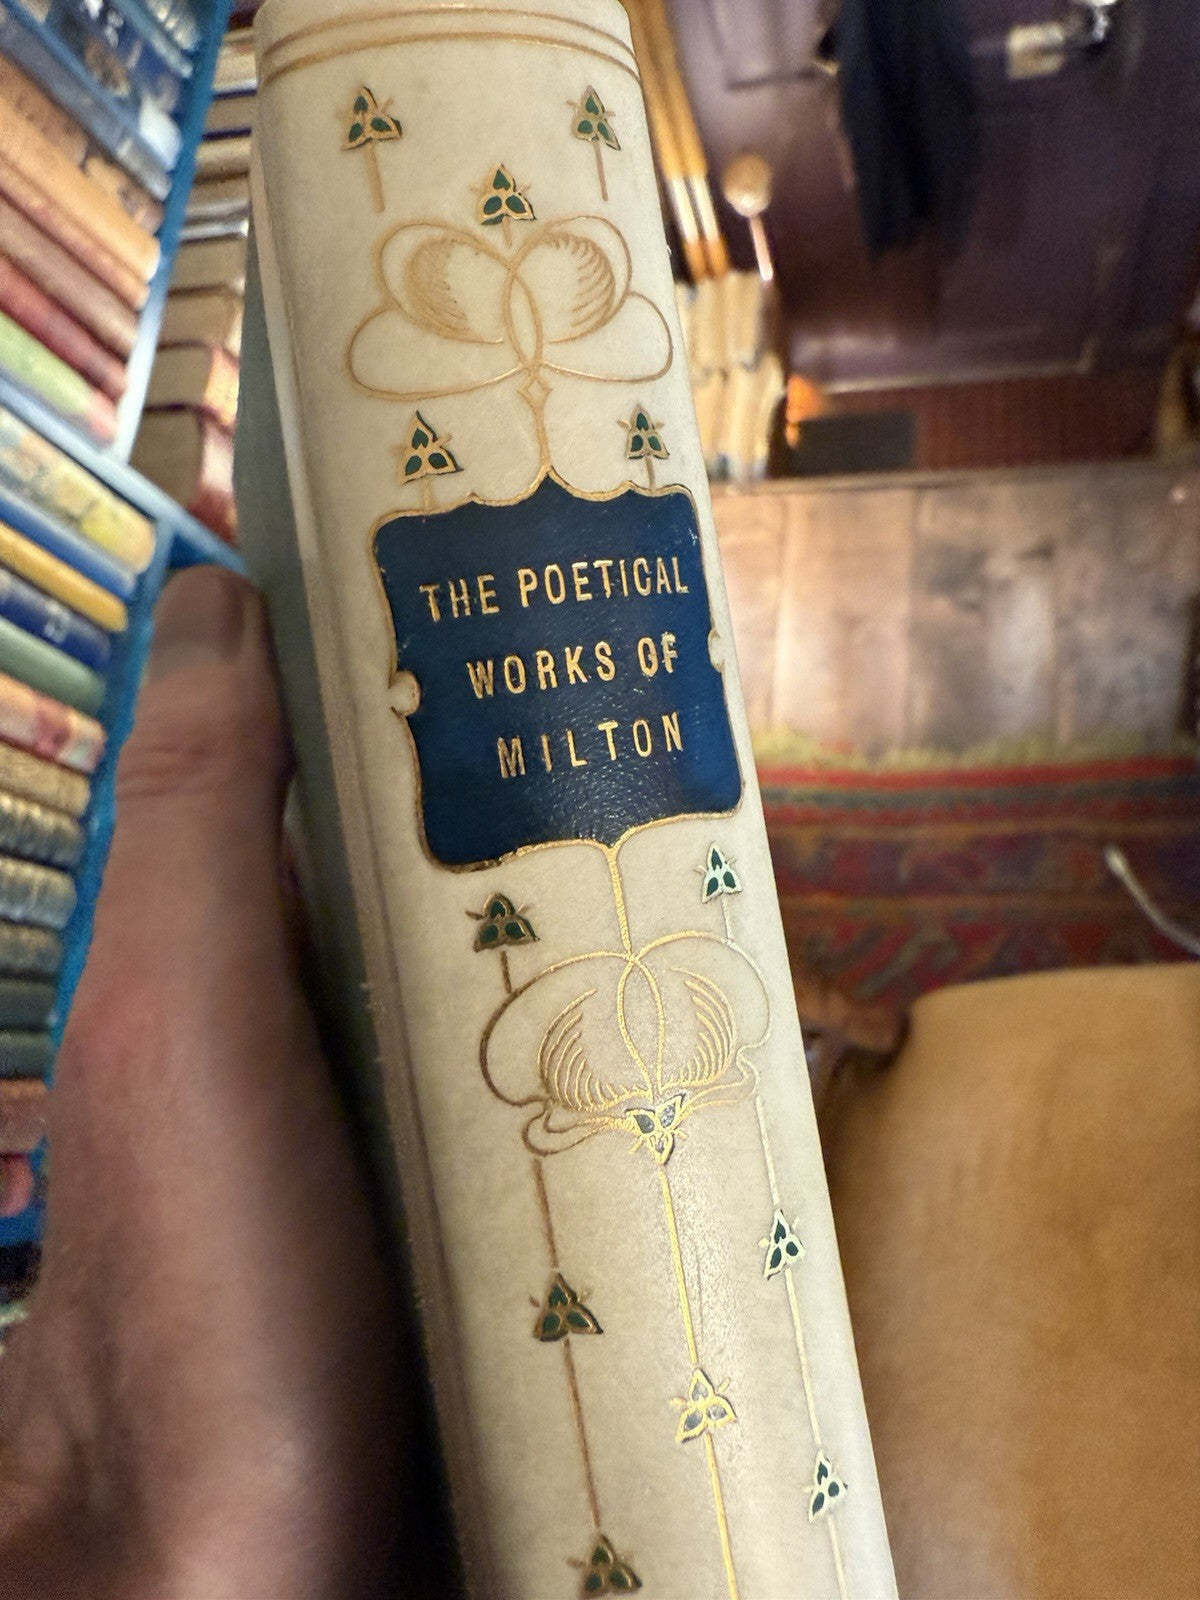 THE POETICAL
WORKS OF
MILTON